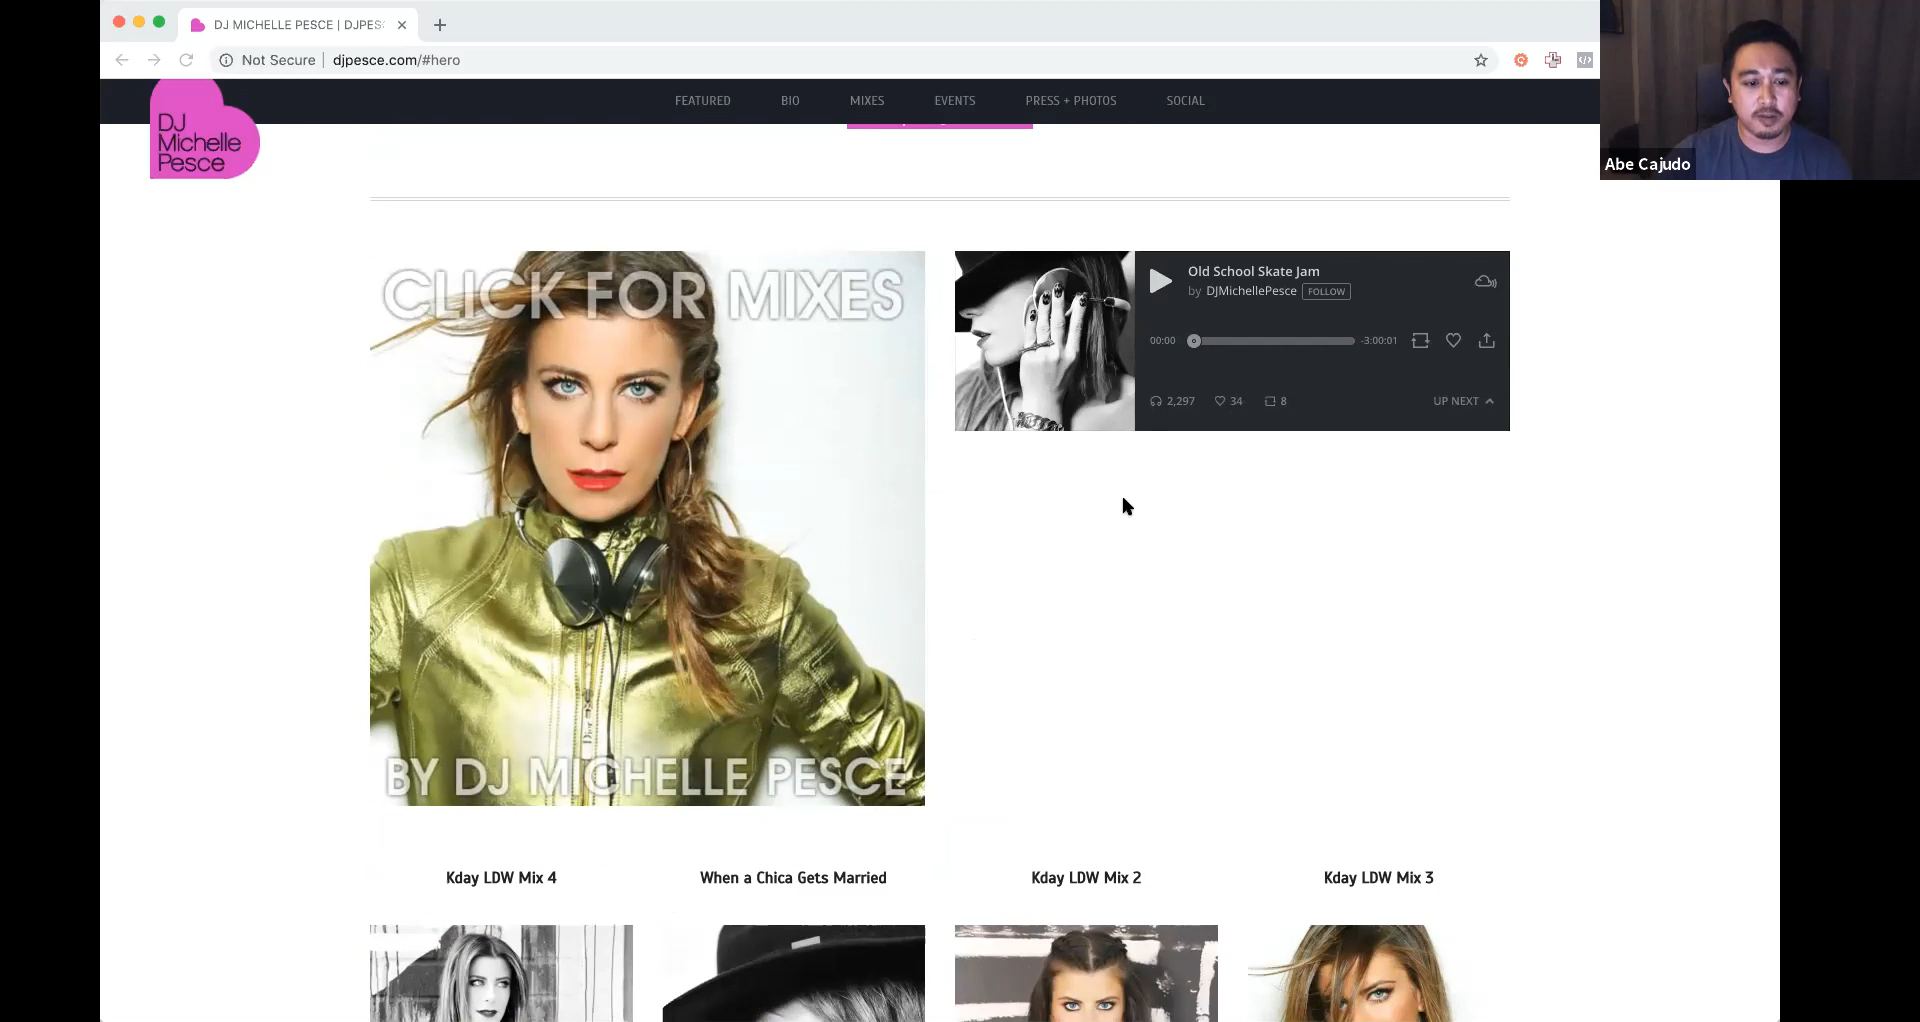 DJ MICHELLE PESCE | DJPES
Not Secure | djpesce.com/#hero
Abe Cajudo
DJ
Michelle
Pesce
FEATURED BIO MIXES EVENTS PRESS + PHOTOS SOCIAL
CLICK FOR MIXES
BY DJ MICHELLE PESCE
Old School Skate Jam
by DJMichellePesce FOLLOW
00:00 -3:00:01
2,297 34 8 UP NEXT
Kday LDW Mix 4 When a Chica Gets Married Kday LDW Mix 2 Kday LDW Mix 3